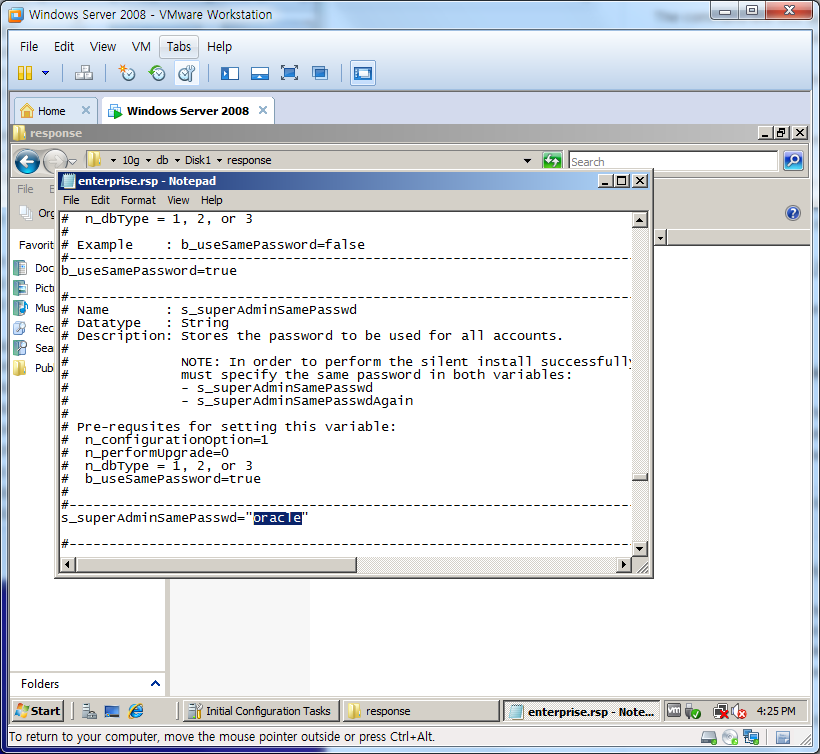 Windows Server 2008 - VMware Workstation
File Edit View VM Tabs Help
Home Windows Server 2008
response
10g db Disk1 response Search
File
Org
enterprise.rsp - Notepad
File Edit Format View Help
#  n_dbType = 1, 2, or 3
#
# Example    : b_useSamePassword=false
#-----------------------------------------------------------------------
b_useSamePassword=true
#-----------------------------------------------------------------------
# Name       : s_superAdminSamePasswd
# Datatype   : String
# Description: Stores the password to be used for all accounts.
#
#              NOTE: In order to perform the silent install successfully
#              must specify the same password in both variables:
#              - s_superAdminSamePasswd
#              - s_superAdminSamePasswdAgain
#
# Pre-requsites for setting this variable:
#  n_configurationOption=1
#  n_performUpgrade=0
#  n_dbType = 1, 2, or 3
#  b_useSamePassword=true
#
#-----------------------------------------------------------------------
s_superAdminSamePasswd="oracle"
#-----------------------------------------------------------------------
Favorit
Doc
Pict
Mus
Rec
Sea
Pub
Folders
Start Initial Configuration Tasks response enterprise.rsp - Note... 4:25 PM
To return to your computer, move the mouse pointer outside or press Ctrl+Alt.